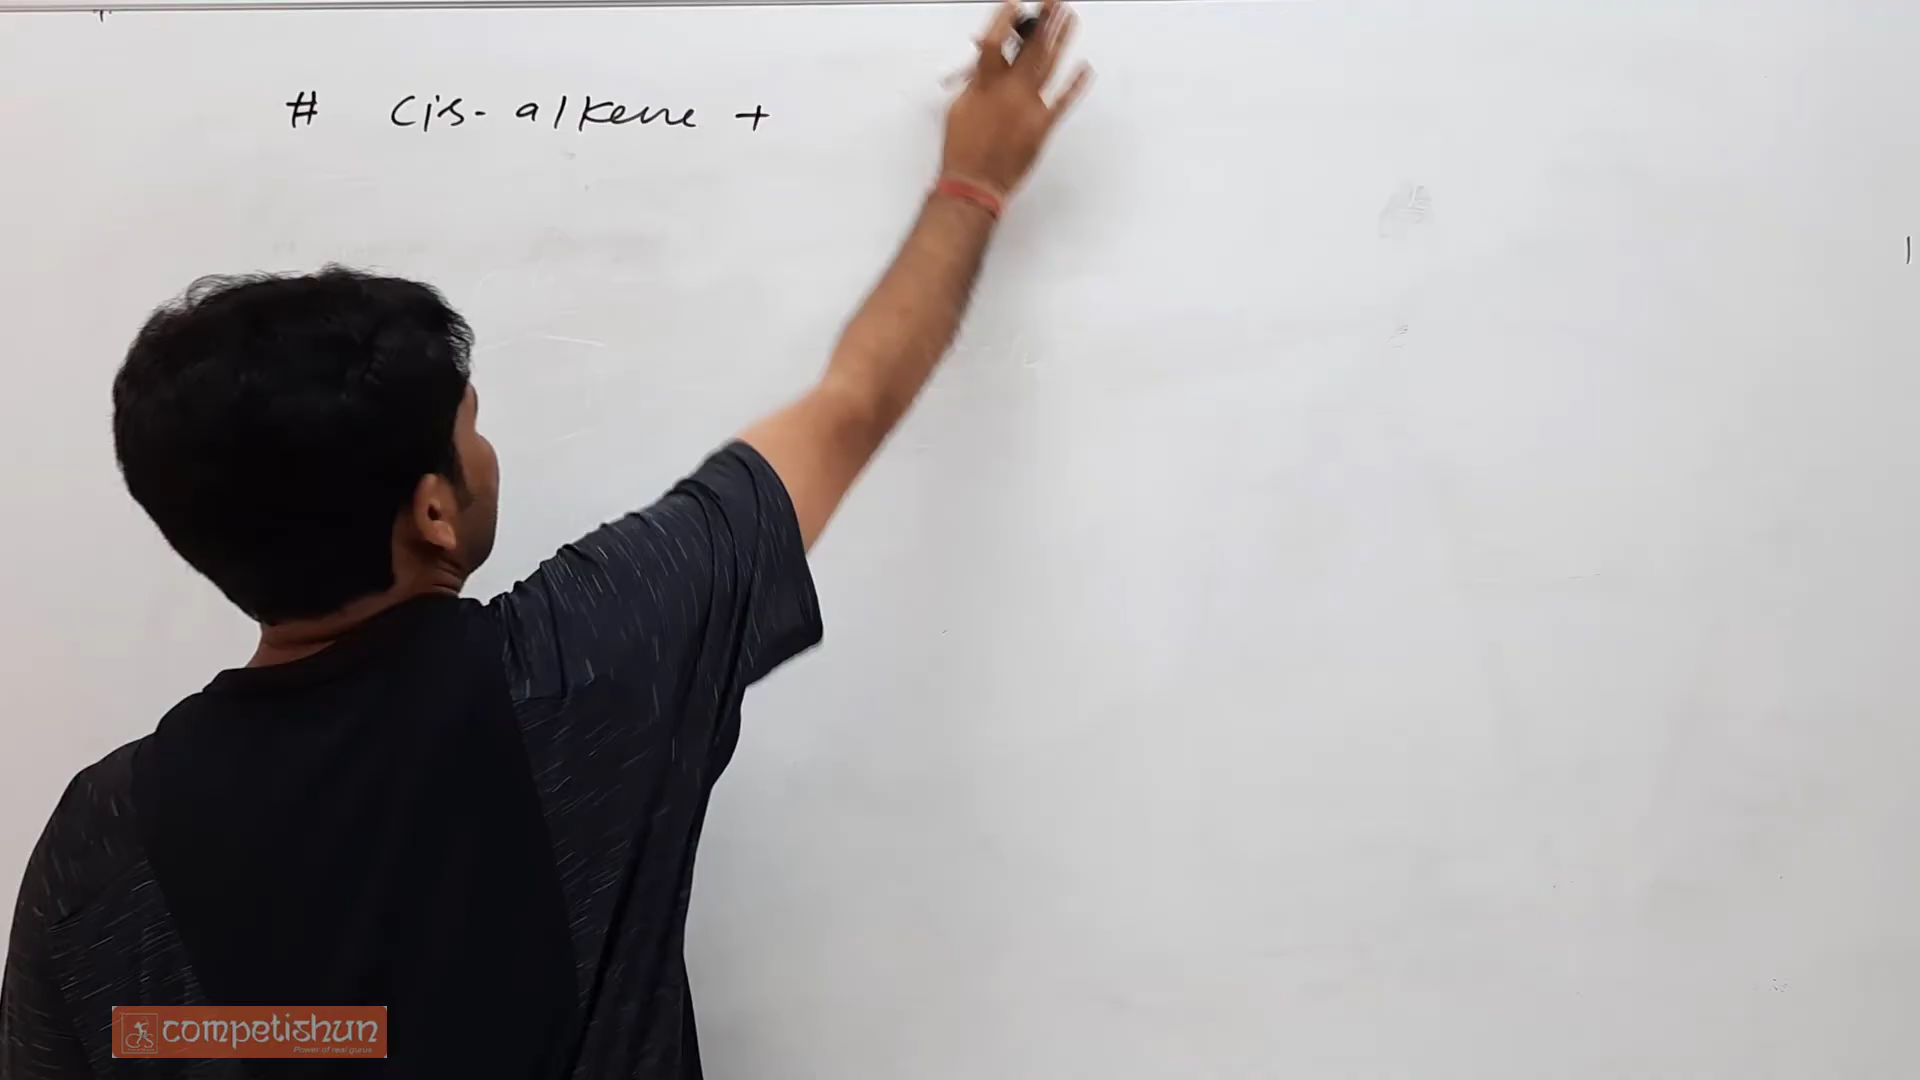 # Cis- alkene +
competishun
Power of real gurus